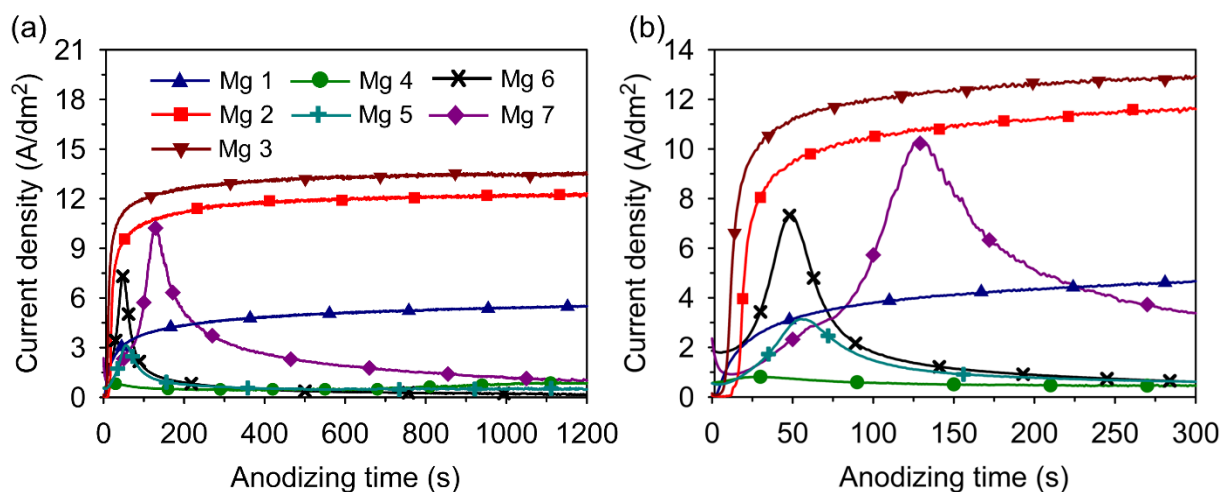 (a)
21
18
15
12
9
6
3
0
Current density (A/dm²)
Mg 1 Mg 4 Mg 6
Mg 2 Mg 5 Mg 7
Mg 3
0 200 400 600 800 1000 1200
Anodizing time (s)
(b)
14
12
10
8
6
4
2
0
Current density (A/dm²)
0 50 100 150 200 250 300
Anodizing time (s)